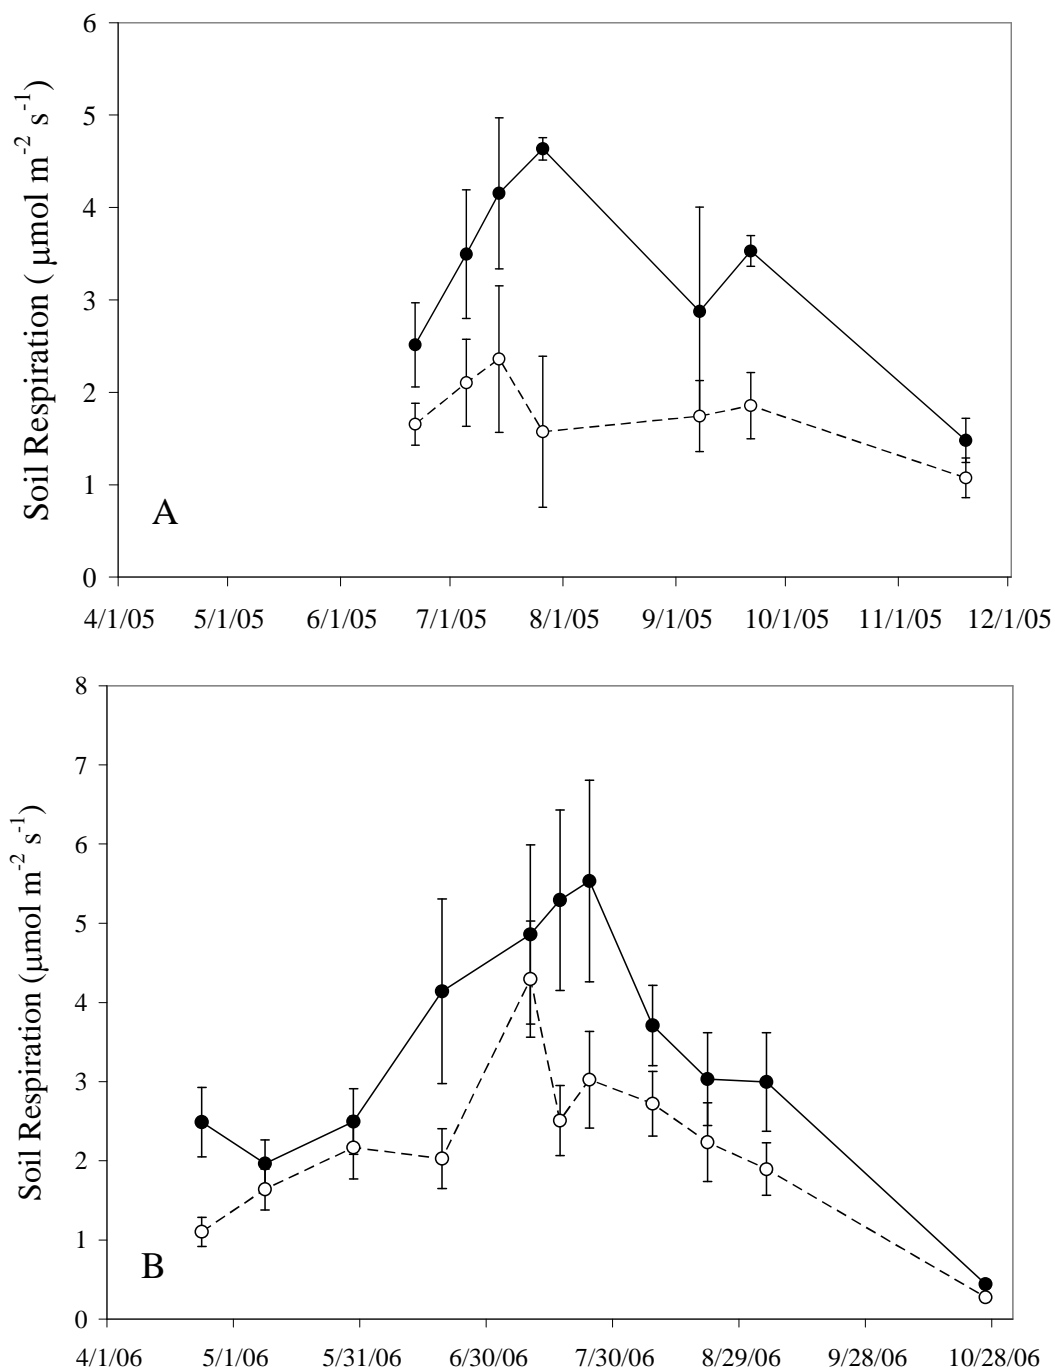 6
5
4
3
2
1
0
Soil Respiration ( μmol m⁻² s⁻¹)
A
4/1/05 5/1/05 6/1/05 7/1/05 8/1/05 9/1/05 10/1/05 11/1/05 12/1/05
8
7
6
5
4
3
2
1
0
Soil Respiration (μmol m⁻² s⁻¹)
B
4/1/06 5/1/06 5/31/06 6/30/06 7/30/06 8/29/06 9/28/06 10/28/06